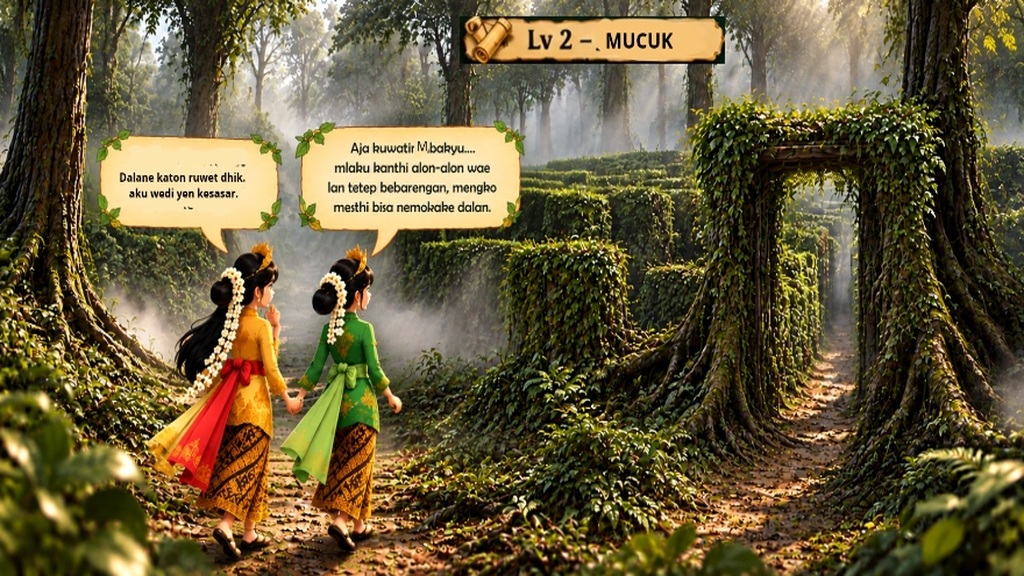 Lv 2 – MUCUK
Dalane katon ruwet dhik.
aku wedi yen kesasar.
Aja kuwatir Mbakyu....
mlaku kanthi alon-alon wae
lan tetep bebarengan, mengko
mesthi bisa nemokake dalan.